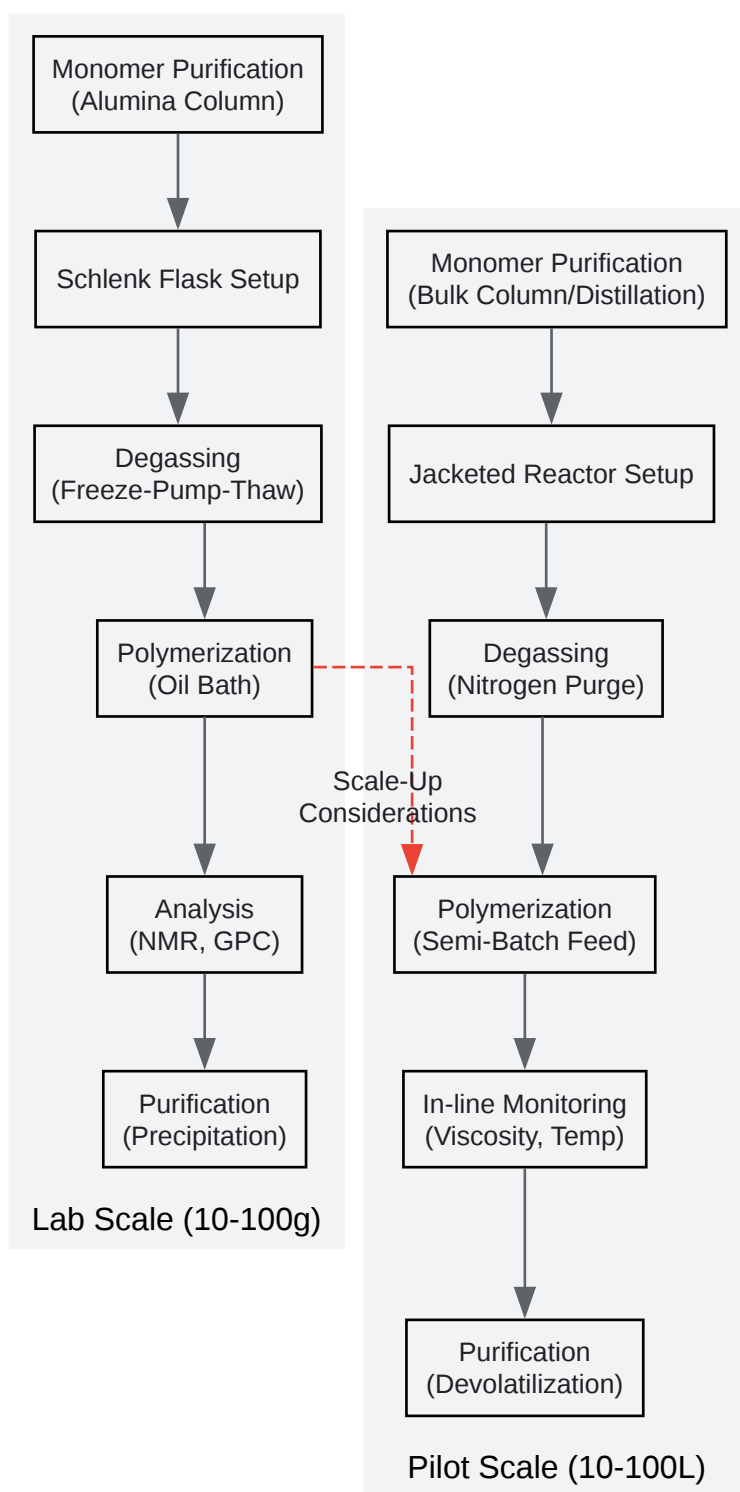 Monomer Purification
(Alumina Column)
Schlenk Flask Setup
Degassing
(Freeze-Pump-Thaw)
Polymerization
(Oil Bath)
Analysis
(NMR, GPC)
Purification
(Precipitation)
Lab Scale (10-100g)
Scale-Up
Considerations
Monomer Purification
(Bulk Column/Distillation)
Jacketed Reactor Setup
Degassing
(Nitrogen Purge)
Polymerization
(Semi-Batch Feed)
In-line Monitoring
(Viscosity, Temp)
Purification
(Devolatilization)
Pilot Scale (10-100L)